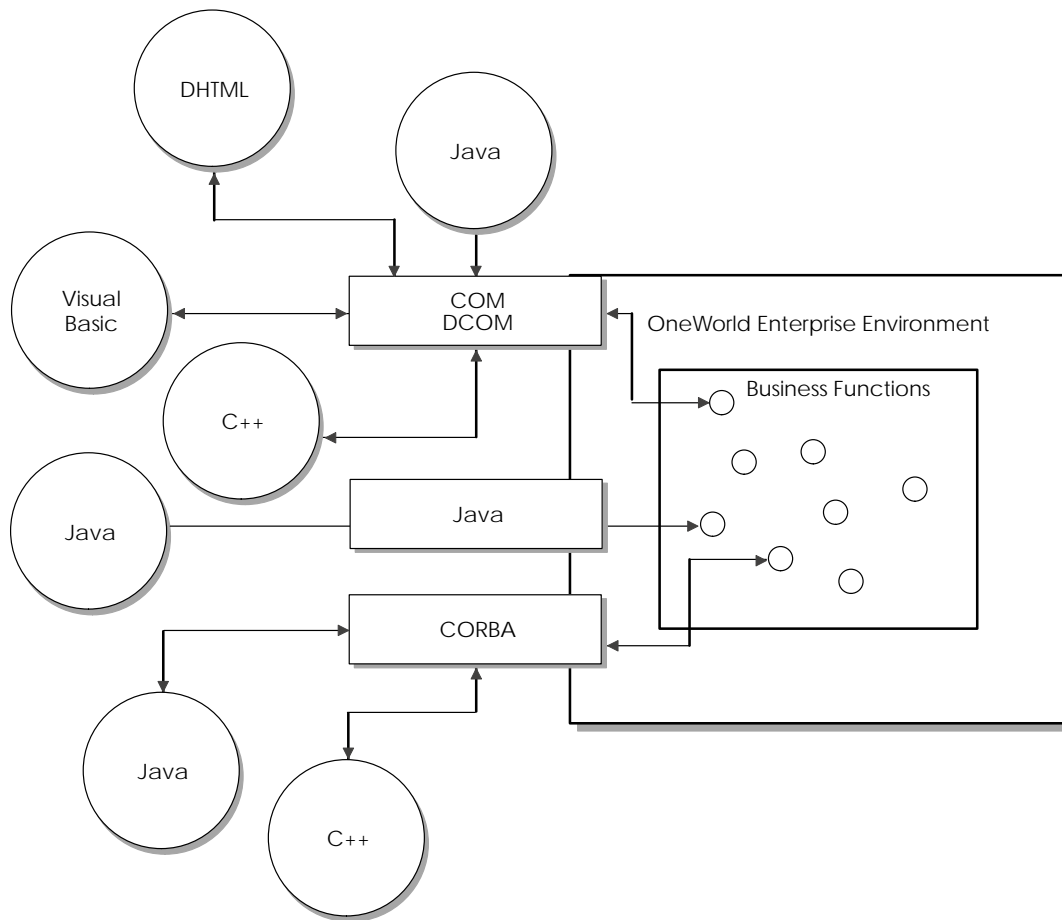 DHTML
Java
Visual
Basic
COM
DCOM
OneWorld Enterprise Environment
Business Functions
C++
Java
Java
CORBA
Java
C++